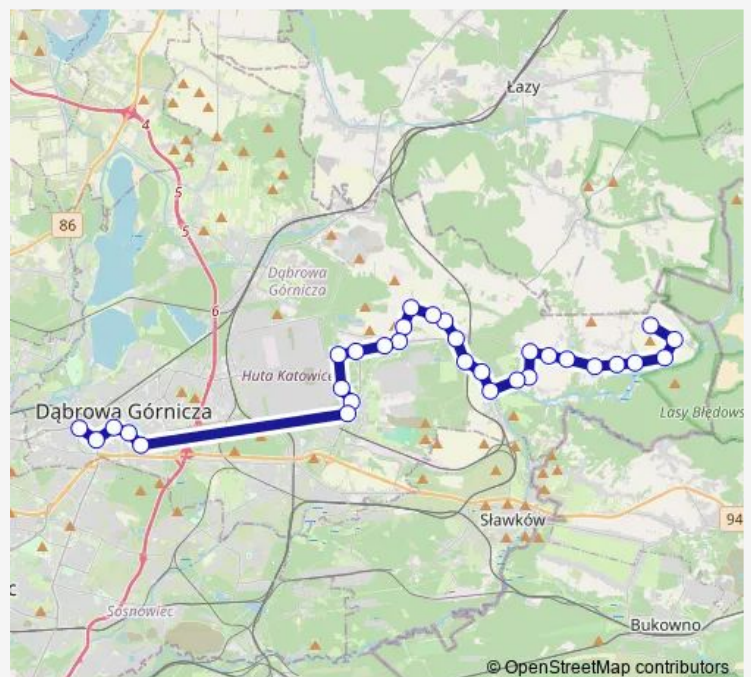 Łazy
4
5
86
5
Dąbrowa
Górnicza
6
Huta Katowice
Dąbrowa Górnicza
Lasy Błędows
Sławków
94
Sosnowiec
Bukowno
© OpenStreetMap contributors